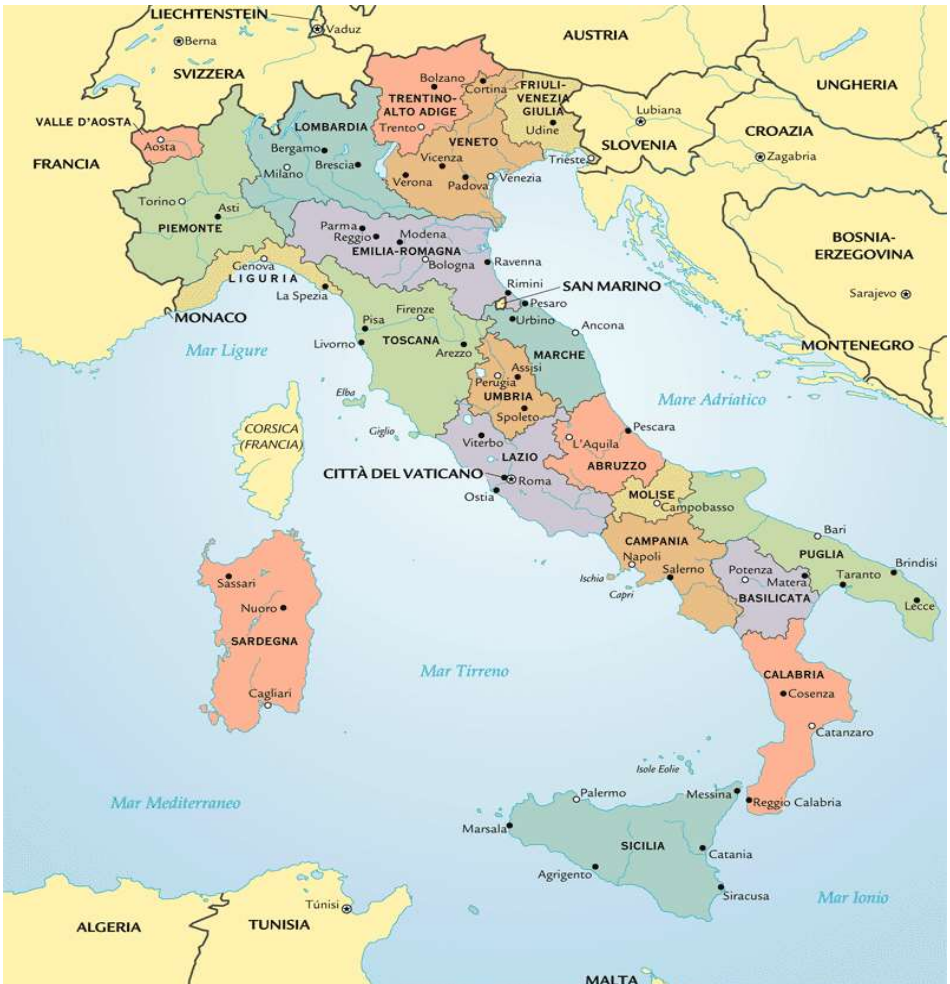 LIECHTENSTEIN
Vaduz
Berna
AUSTRIA
SVIZZERA
UNGHERIA
Bolzano
Cortina
FRIULI-
VENEZIA
GIULIA
TRENTINO-
ALTO ADIGE
Trento
Udine
Lubiana
VALLE D'AOSTA
Aosta
LOMBARDIA
Bergamo
Brescia
Milano
VENETO
Vicenza
Verona
Padova
Venezia
Trieste
SLOVENIA
CROAZIA
Zagabria
FRANCIA
Torino
Asti
PIEMONTE
Parma
Reggio
Modena
EMILIA-ROMAGNA
Bologna
Ravenna
BOSNIA-
ERZEGOVINA
Genova
LIGURIA
La Spezia
Rimini
SAN MARINO
Pesaro
Urbino
Sarajevo
MONACO
Firenze
Pisa
TOSCANA
Livorno
Arezzo
Ancona
MARCHE
MONTENEGRO
Mar Ligure
Assisi
Perugia
UMBRIA
Spoleto
Elba
Giglio
Mare Adriatico
CORSICA
(FRANCIA)
Viterbo
LAZIO
L'Aquila
Pescara
ABRUZZO
CITTÀ DEL VATICANO
Roma
Ostia
MOLISE
Campobasso
CAMPANIA
Napoli
Ischia
Capri
Salerno
Bari
PUGLIA
Potenza
Matera
BASILICATA
Taranto
Brindisi
Lecce
Sassari
Nuoro
SARDEGNA
Cagliari
Mar Tirreno
CALABRIA
Cosenza
Catanzaro
Isole Eolie
Mar Mediterraneo
Palermo
Messina
Reggio Calabria
Marsala
SICILIA
Catania
Agrigento
Siracusa
Mar Ionio
Túnisi
ALGERIA
TUNISIA
MALTA